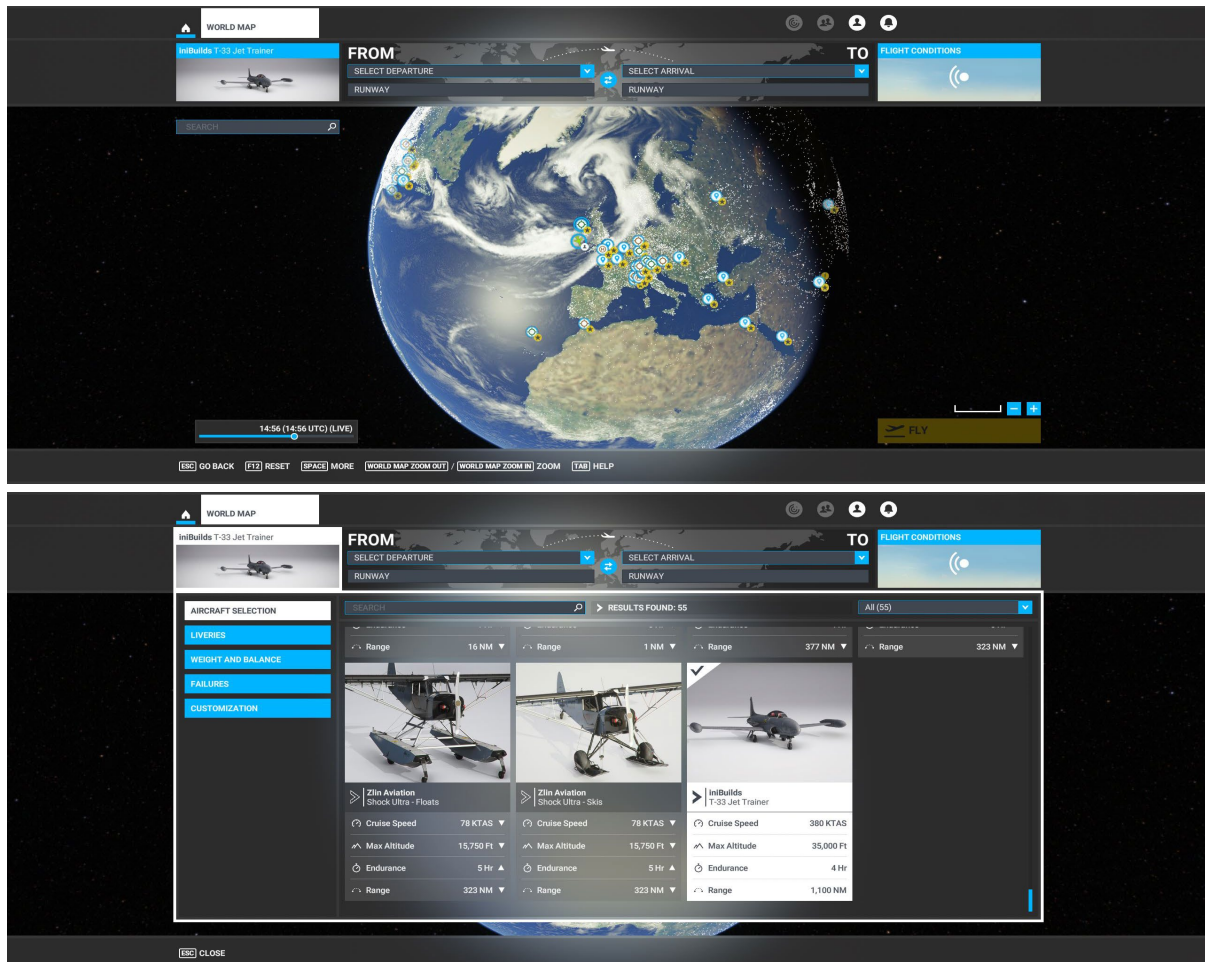 WORLD MAP
iniBuilds T-33 Jet Trainer
FROM
TO
FLIGHT CONDITIONS
SELECT DEPARTURE
SELECT ARRIVAL
RUNWAY
RUNWAY
SEARCH
14:56 (14:56 UTC) (LIVE)
FLY
ESC GO BACK F12 RESET SPACE MORE WORLD MAP ZOOM OUT / WORLD MAP ZOOM IN ZOOM TAB HELP
WORLD MAP
iniBuilds T-33 Jet Trainer
FROM
TO
FLIGHT CONDITIONS
SELECT DEPARTURE
SELECT ARRIVAL
RUNWAY
RUNWAY
AIRCRAFT SELECTION
LIVERIES
WEIGHT AND BALANCE
FAILURES
CUSTOMIZATION
SEARCH
RESULTS FOUND: 55
All (55)
Range 16 NM
Range 1 NM
Range 377 NM
Range 323 NM
Zlin Aviation
Shock Ultra - Floats
Cruise Speed 78 KTAS
Max Altitude 15,750 Ft
Endurance 5 Hr
Range 323 NM
Zlin Aviation
Shock Ultra - Skis
Cruise Speed 78 KTAS
Max Altitude 15,750 Ft
Endurance 5 Hr
Range 323 NM
iniBuilds
T-33 Jet Trainer
Cruise Speed 380 KTAS
Max Altitude 35,000 Ft
Endurance 4 Hr
Range 1,100 NM
ESC CLOSE